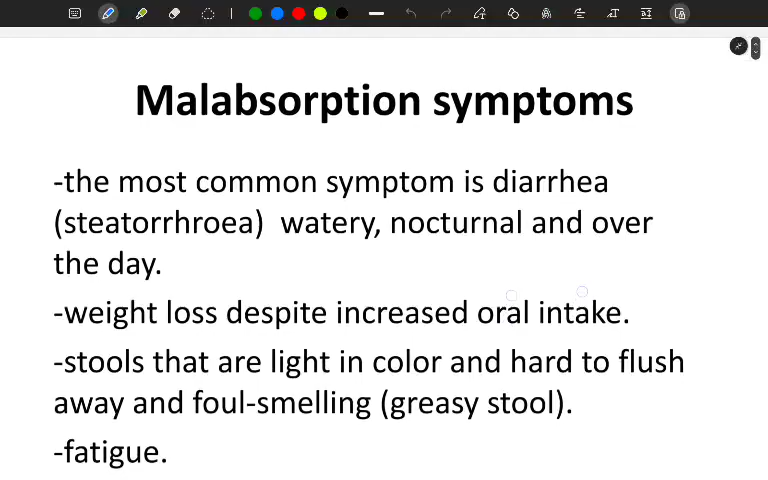 Malabsorption symptoms
-the most common symptom is diarrhea
(steatorrhroea)  watery, nocturnal and over
the day.
-weight loss despite increased oral intake.
-stools that are light in color and hard to flush
away and foul-smelling (greasy stool).
-fatigue.